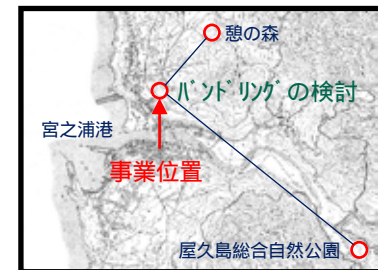 憩の森
ﾊﾞﾝﾄﾞﾘﾝｸﾞの検討
宮之浦港
事業位置
屋久島総合自然公園